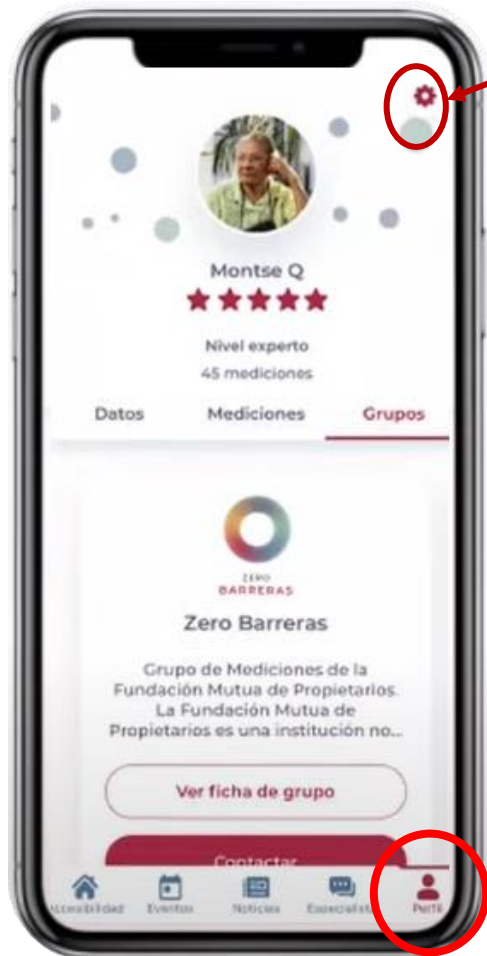 Montse Q
Nivel experto
45 mediciones
Datos Mediciones Grupos
ZERO
BARRERAS
Zero Barreras
Grupo de Mediciones de la
Fundación Mutua de Propietarios.
La Fundación Mutua de
Propietarios es una institución no...
Ver ficha de grupo
Contactar
Eventos Noticias Perfil